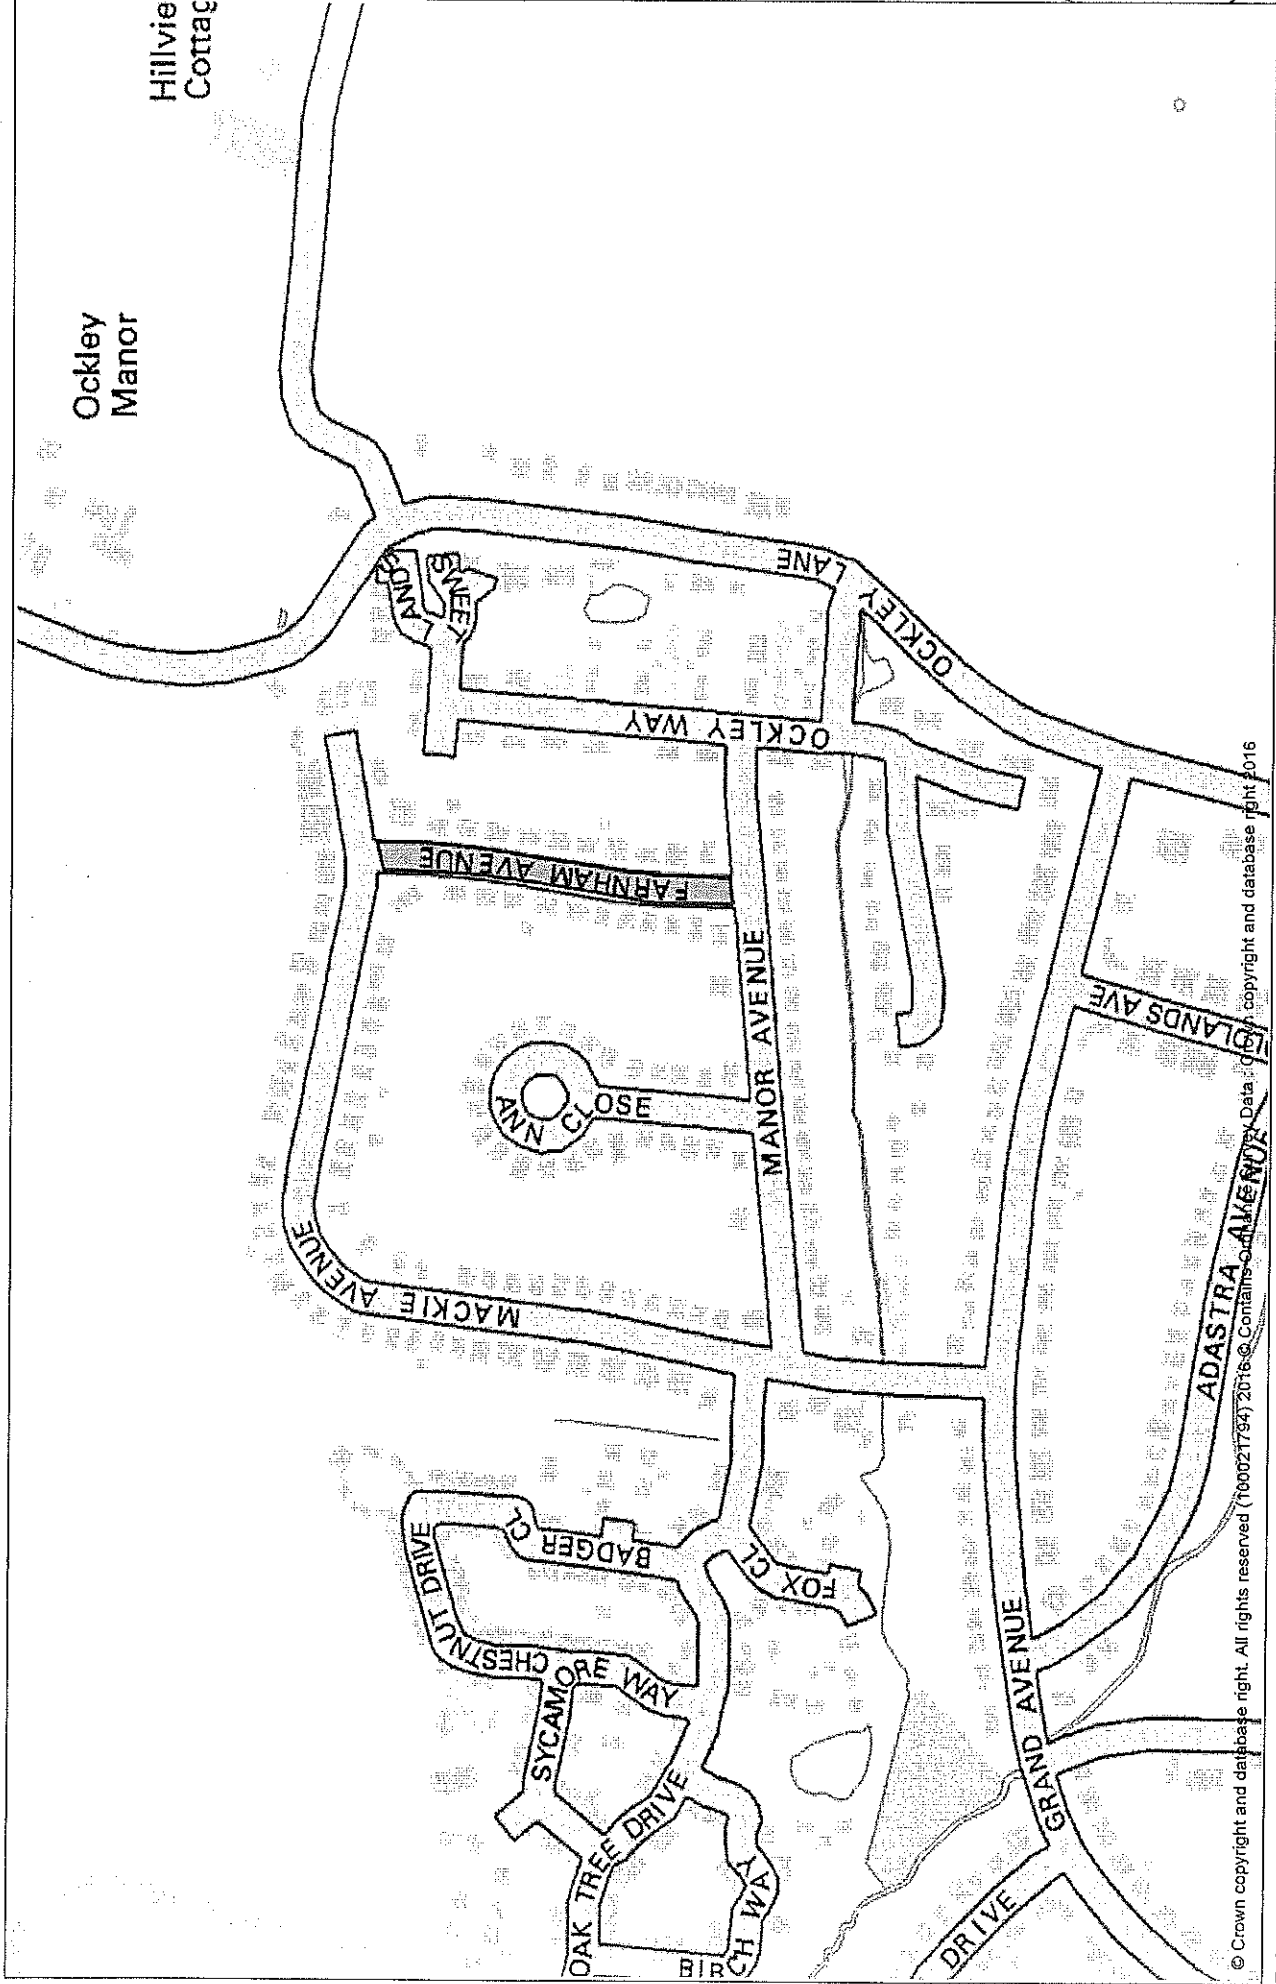 Hillvie
Cottag
Ockley
Manor
SWEET
LANDS
LANE
OCKLEY
OCKLEY WAY
FARNHAM AVENUE
MANOR AVENUE
ANN CLOSE
MACKIE AVENUE
DLANDS AVE
ADASTRA AVENUE
CHESTNUT DRIVE
BADGER CL
FOX CL
SYCAMORE WAY
OAK TREE DRIVE
BIRCH WAY
GRAND AVENUE
DRIVE
© Crown copyright and database right. All rights reserved (100021794) 2016 © Contains Ordnance Survey Data : Crown copyright and database right 2016